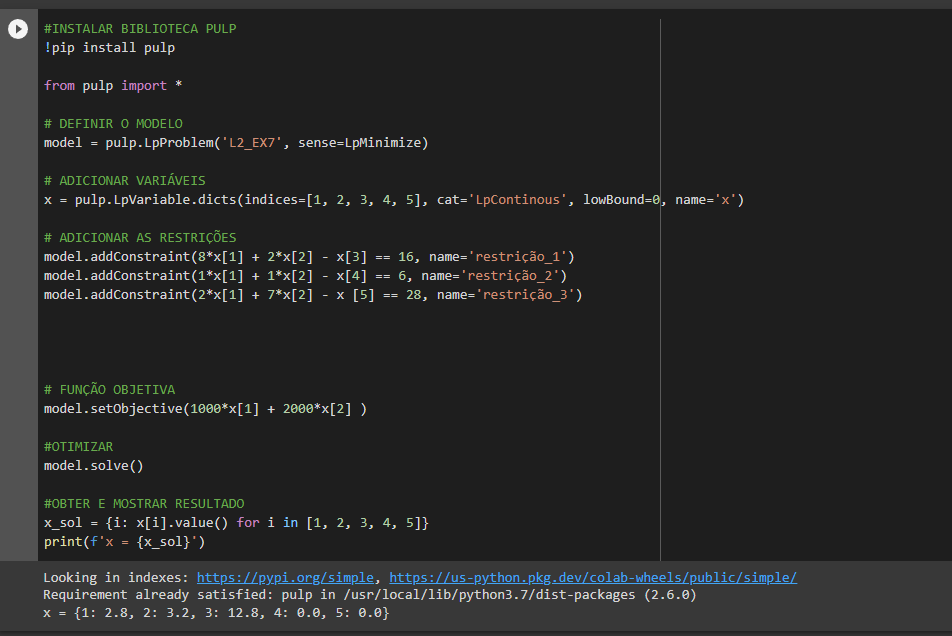 #INSTALAR BIBLIOTECA PULP
!pip install pulp
from pulp import *
# DEFINIR O MODELO
model = pulp.LpProblem('L2_EX7', sense=LpMinimize)
# ADICIONAR VARIÁVEIS
x = pulp.LpVariable.dicts(indices=[1, 2, 3, 4, 5], cat='LpContinous', lowBound=0, name='x')
# ADICIONAR AS RESTRIÇÕES
model.addConstraint(8*x[1] + 2*x[2] - x[3] == 16, name='restrição_1')
model.addConstraint(1*x[1] + 1*x[2] - x[4] == 6, name='restrição_2')
model.addConstraint(2*x[1] + 7*x[2] - x [5] == 28, name='restrição_3')
# FUNÇÃO OBJETIVA
model.setObjective(1000*x[1] + 2000*x[2] )
#OTIMIZAR
model.solve()
#OBTER E MOSTRAR RESULTADO
x_sol = {i: x[i].value() for i in [1, 2, 3, 4, 5]}
print(f'x = {x_sol}')
Looking in indexes: https://pypi.org/simple, https://us-python.pkg.dev/colab-wheels/public/simple/
Requirement already satisfied: pulp in /usr/local/lib/python3.7/dist-packages (2.6.0)
x = {1: 2.8, 2: 3.2, 3: 12.8, 4: 0.0, 5: 0.0}